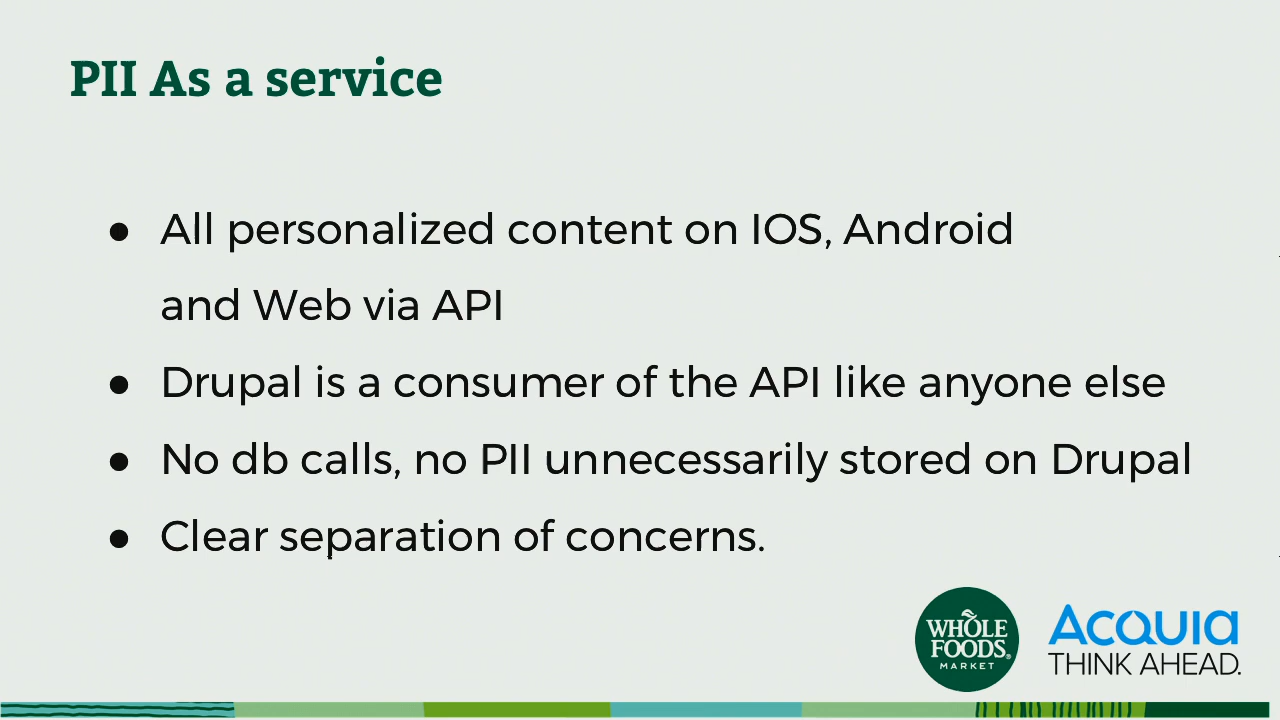 PII As a service
● All personalized content on IOS, Android
and Web via API
● Drupal is a consumer of the API like anyone else
● No db calls, no PII unnecessarily stored on Drupal
● Clear separation of concerns.
WHOLE
FOODS®
MARKET
ACQUIA
THINK AHEAD.